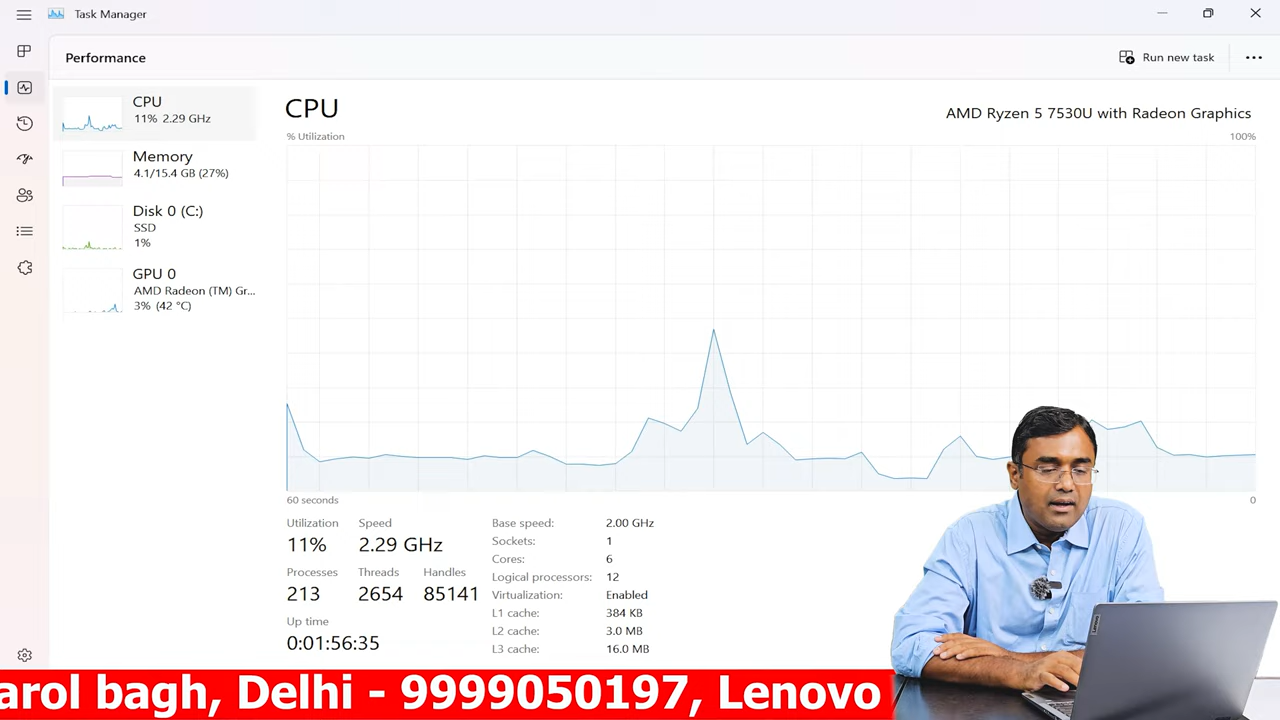 Task Manager
Performance
Run new task
CPU
11% 2.29 GHz
Memory
4.1/15.4 GB (27%)
Disk 0 (C:)
SSD
1%
GPU 0
AMD Radeon (TM) Gr...
3% (42 °C)
CPU
AMD Ryzen 5 7530U with Radeon Graphics
% Utilization
100%
60 seconds
0
Utilization
11%
Speed
2.29 GHz
Processes
213
Threads
2654
Handles
85141
Up time
0:01:56:35
Base speed: 2.00 GHz
Sockets: 1
Cores: 6
Logical processors: 12
Virtualization: Enabled
L1 cache: 384 KB
L2 cache: 3.0 MB
L3 cache: 16.0 MB
Lenovo
arol bagh, Delhi - 9999050197, Lenovo